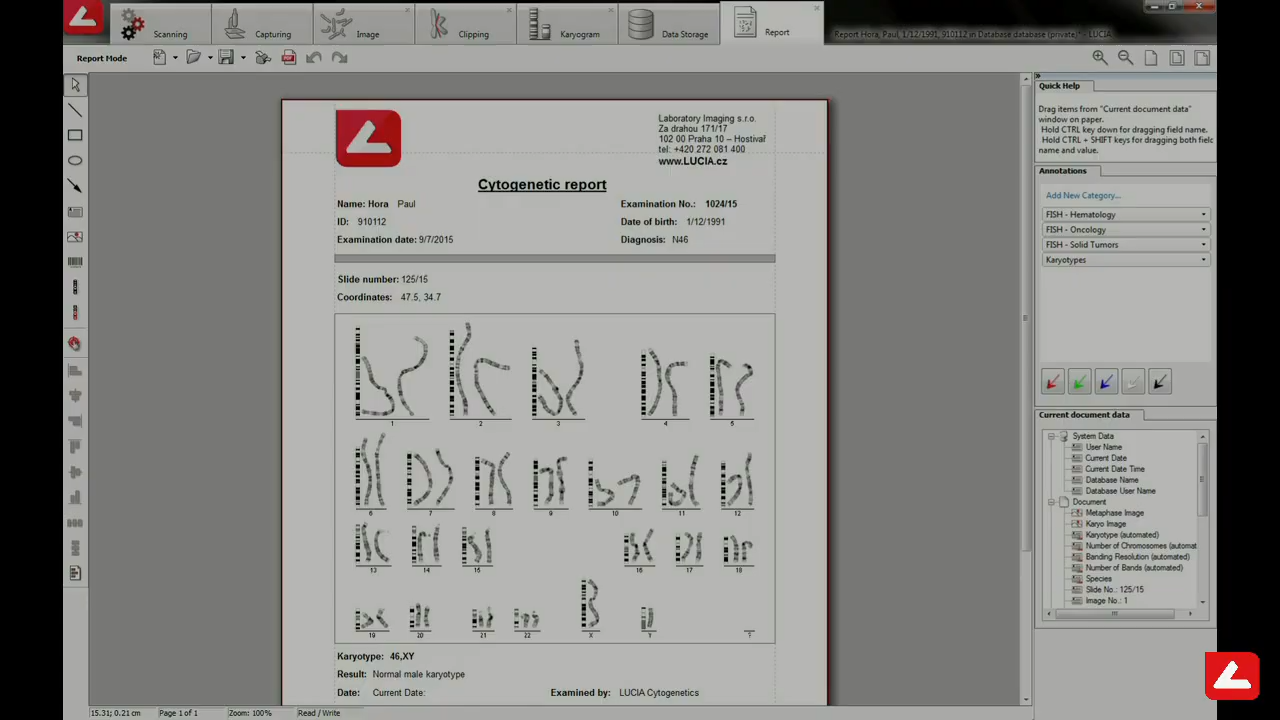 Scanning
Capturing
Image
Clipping
Karyogram
Data Storage
Report
Report Hora, Paul, 1/12/1991, 910112 in Database database (private)* - LUCIA
Report Mode
Quick Help
Drag items from "Current document data"
window on paper.
Hold CTRL key down for dragging field name.
Hold CTRL + SHIFT keys for dragging both field
name and value.
Annotations
Add New Category...
FISH - Hematology
FISH - Oncology
FISH - Solid Tumors
Karyotypes
Current document data
System Data
User Name
Current Date
Current Date Time
Database Name
Database User Name
Document
Metaphase Image
Karyo Image
Karyotype (automated)
Number of Chromosomes (automat
Banding Resolution (automated)
Number of Bands (automated)
Species
Slide No.: 125/15
Image No.: 1
Laboratory Imaging s.r.o.
Za drahou 171/17
102 00 Praha 10 – Hostivař
tel: +420 272 081 400
www.LUCIA.cz
Cytogenetic report
Name: Hora Paul
Examination No.: 1024/15
ID: 910112
Date of birth: 1/12/1991
Examination date: 9/7/2015
Diagnosis: N46
Slide number: 125/15
Coordinates: 47.5, 34.7
1 2 3 4 5
6 7 8 9 10 11 12
13 14 15 16 17 18
19 20 21 22 X Y ?
Karyotype: 46,XY
Result: Normal male karyotype
Date: Current Date:
Examined by: LUCIA Cytogenetics
15.31; 0.21 cm
Page 1 of 1
Zoom: 100%
Read / Write